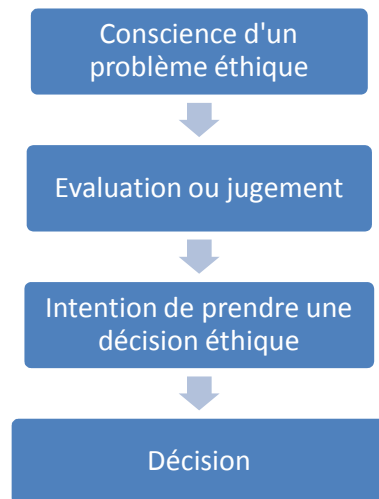 Conscience d'un
problème éthique
Evaluation ou jugement
Intention de prendre une
décision éthique
Décision